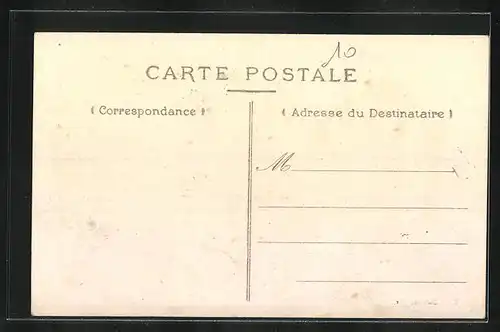 10
CARTE POSTALE
( Correspondance )
( Adresse du Destinataire )
M